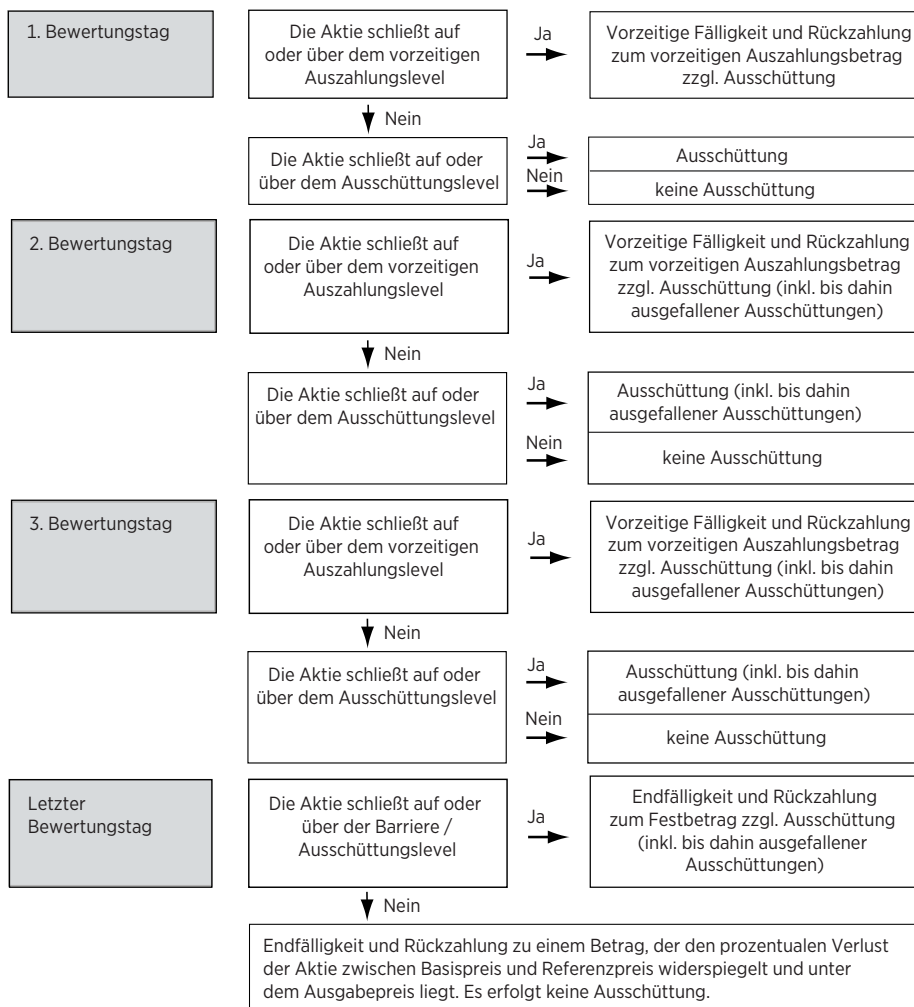 1. Bewertungstag
Die Aktie schließt auf
oder über dem vorzeitigen
Auszahlungslevel
Ja
Vorzeitige Fälligkeit und Rückzahlung
zum vorzeitigen Auszahlungsbetrag
zzgl. Ausschüttung
Nein
Die Aktie schließt auf oder
über dem Ausschüttungslevel
Ja
Ausschüttung
Nein
keine Ausschüttung
2. Bewertungstag
Die Aktie schließt auf
oder über dem vorzeitigen
Auszahlungslevel
Ja
Vorzeitige Fälligkeit und Rückzahlung
zum vorzeitigen Auszahlungsbetrag
zzgl. Ausschüttung (inkl. bis dahin
ausgefallener Ausschüttungen)
Nein
Die Aktie schließt auf oder
über dem Ausschüttungslevel
Ja
Ausschüttung (inkl. bis dahin
ausgefallener Ausschüttungen)
Nein
keine Ausschüttung
3. Bewertungstag
Die Aktie schließt auf
oder über dem vorzeitigen
Auszahlungslevel
Ja
Vorzeitige Fälligkeit und Rückzahlung
zum vorzeitigen Auszahlungsbetrag
zzgl. Ausschüttung (inkl. bis dahin
ausgefallener Ausschüttungen)
Nein
Die Aktie schließt auf oder
über dem Ausschüttungslevel
Ja
Ausschüttung (inkl. bis dahin
ausgefallener Ausschüttungen)
Nein
keine Ausschüttung
Letzter
Bewertungstag
Die Aktie schließt auf oder
über der Barriere /
Ausschüttungslevel
Ja
Endfälligkeit und Rückzahlung
zum Festbetrag zzgl. Ausschüttung
(inkl. bis dahin ausgefallener
Ausschüttungen)
Nein
Endfälligkeit und Rückzahlung zu einem Betrag, der den prozentualen Verlust
der Aktie zwischen Basispreis und Referenzpreis widerspiegelt und unter
dem Ausgabepreis liegt. Es erfolgt keine Ausschüttung.